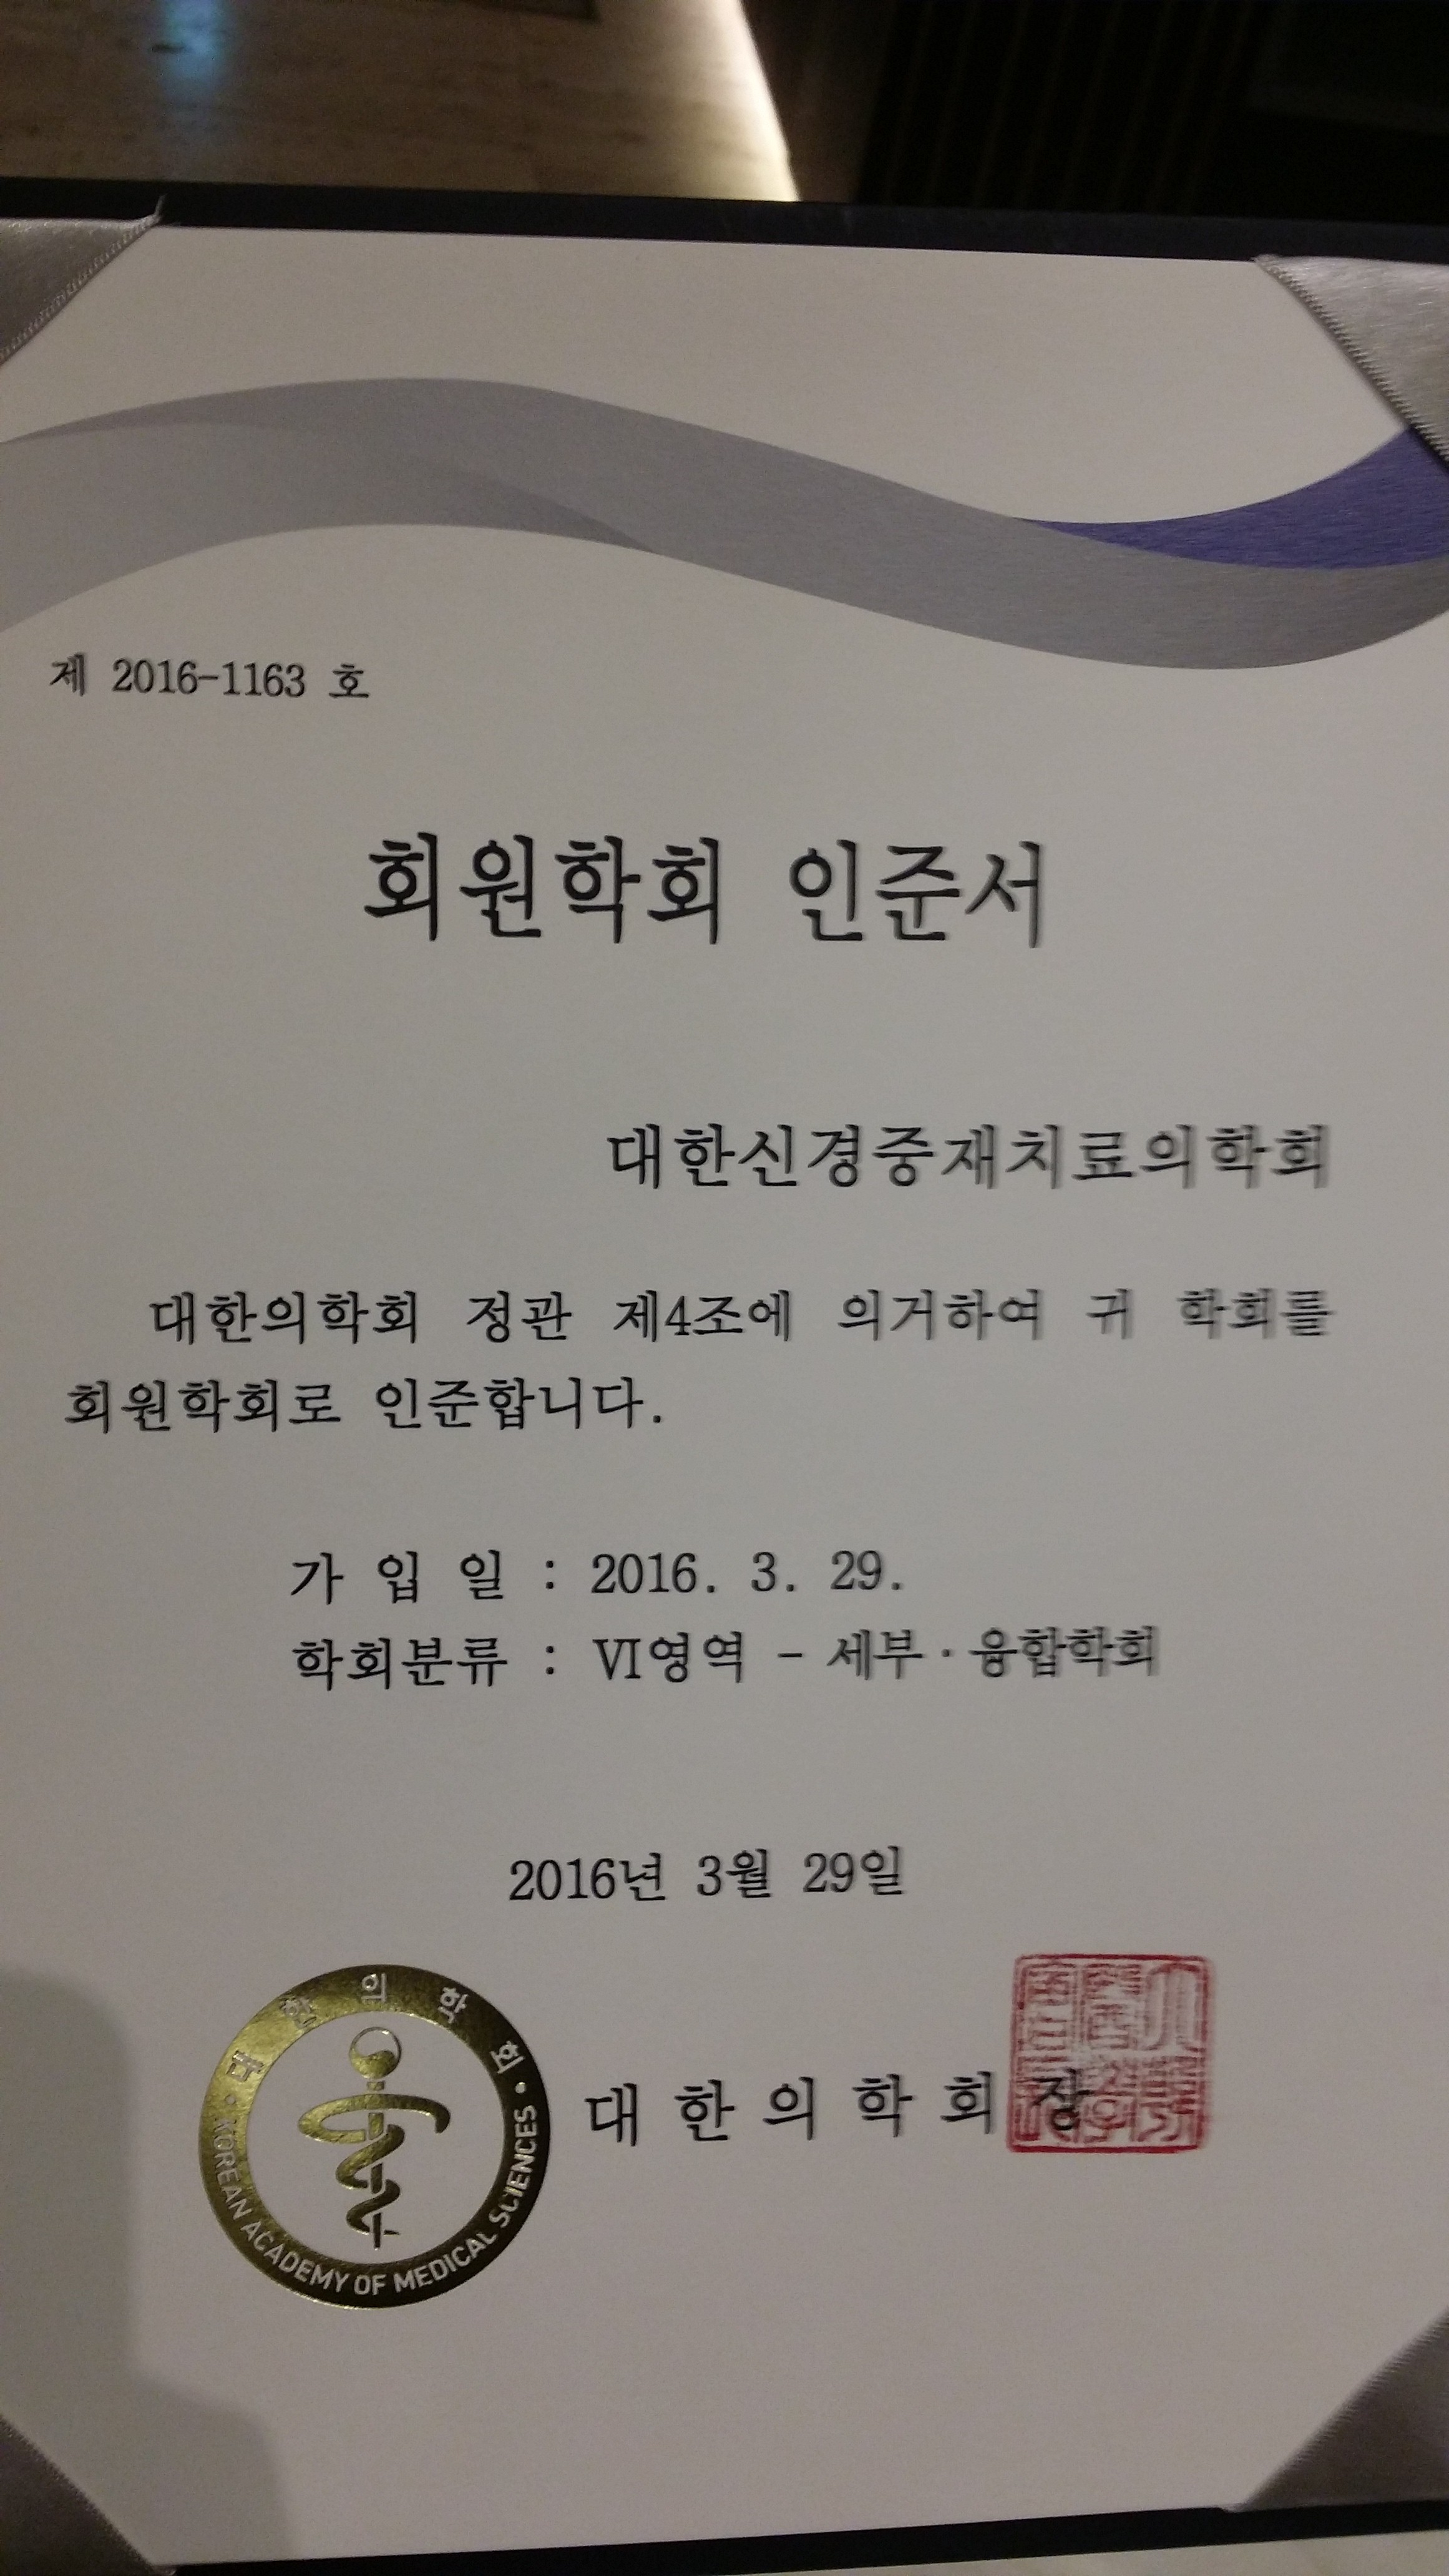 제 2016-1163 호
회원학회 인준서
대한신경중재치료의학회
대한의학회 정관 제4조에 의거하여 귀 학회를
회원학회로 인준합니다.
가 입 일 : 2016. 3. 29.
학회분류 : Ⅵ영역 - 세부·융합학회
2016년 3월 29일
대한의학회
·KOREAN ACADEMY OF MEDICAL SCIENCES·
대 한 의 학 회 장